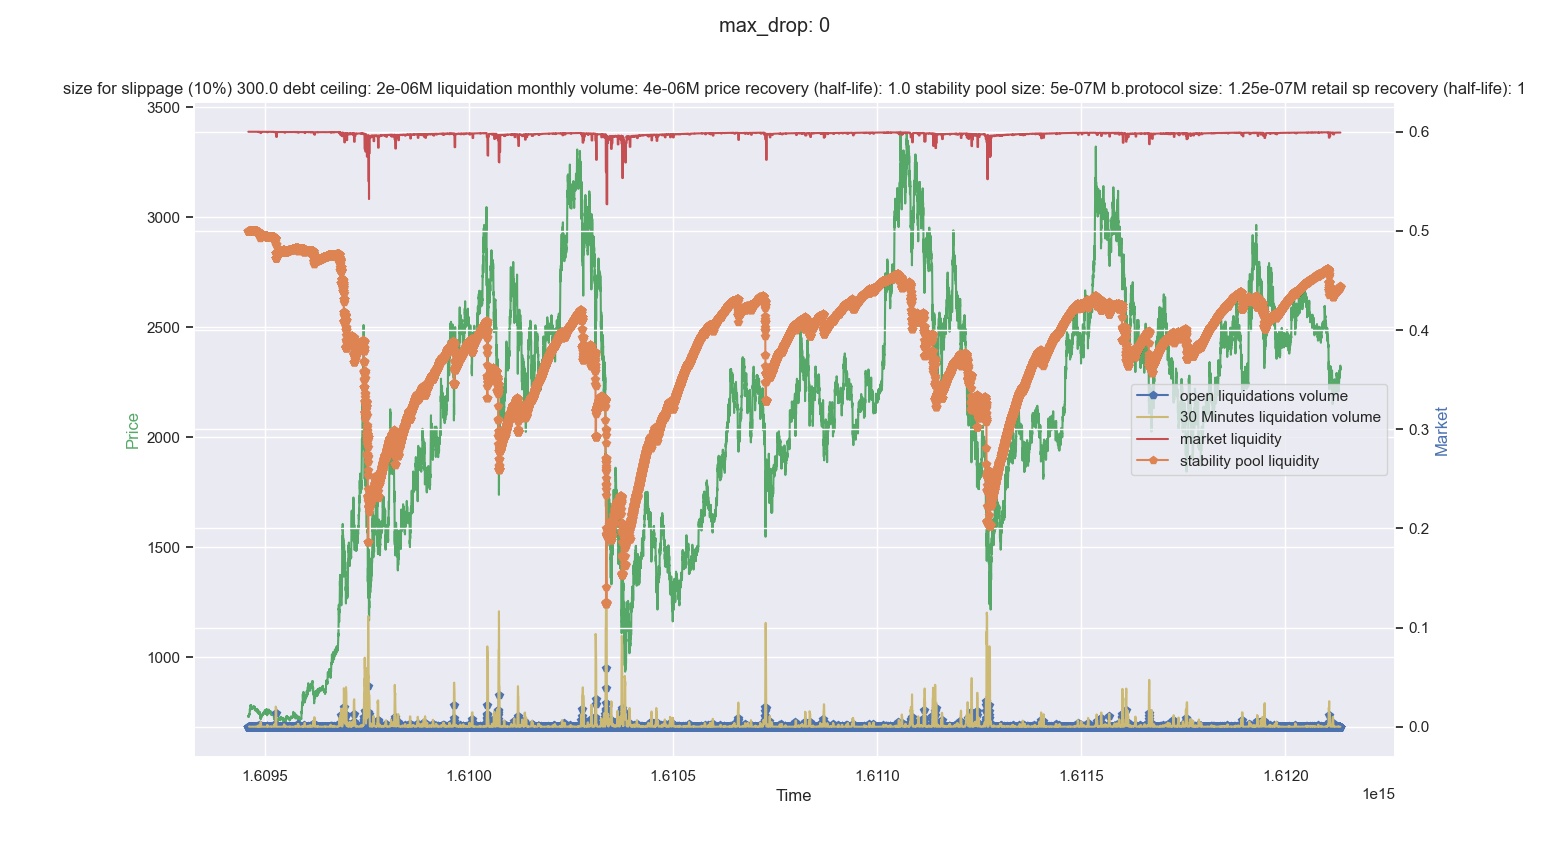 max_drop: 0
size for slippage (10%) 300.0 debt ceiling: 2e-06M liquidation monthly volume: 4e-06M price recovery (half-life): 1.0 stability pool size: 5e-07M b.protocol size: 1.25e-07M retail sp recovery (half-life): 1
3500
3000
2500
2000
1500
1000
Price
0.6
0.5
0.4
0.3
0.2
0.1
0.0
Market
open liquidations volume
30 Minutes liquidation volume
market liquidity
stability pool liquidity
1.6095
1.6100
1.6105
1.6110
1.6115
1.6120
Time
1e15